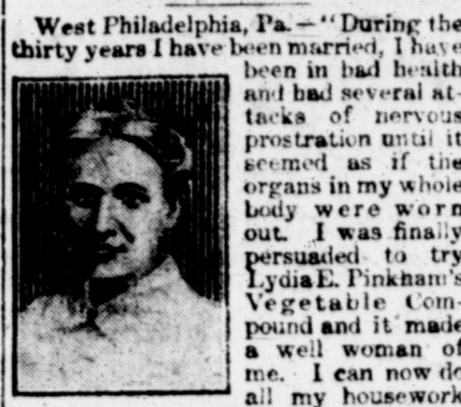 West Philadelphia, Pa.—"During the
thirty years I have been married, I have
been in bad health
and had several at-
tacks of nervous
prostration until it
seemed as if the
organs in my whole
body were worn
out. I was finally
persuaded to try
Lydia E. Pinkham's
Vegetable Com-
pound and it made
a well woman of
me. I can now do
all my housework